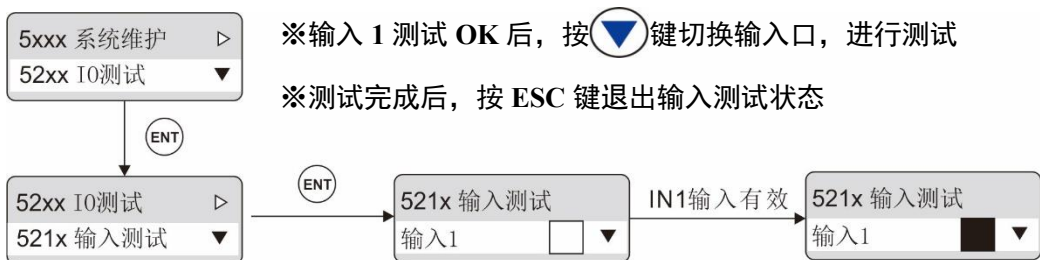 5xxx 系统维护 ▷
52xx IO测试 ▼
※输入 1 测试 OK 后，按▼键切换输入口，进行测试
※测试完成后，按 ESC 键退出输入测试状态
ENT
52xx IO测试 ▷
521x 输入测试 ▼
ENT
521x 输入测试
输入1 □ ▼
IN1输入有效
521x 输入测试
输入1 ■ ▼